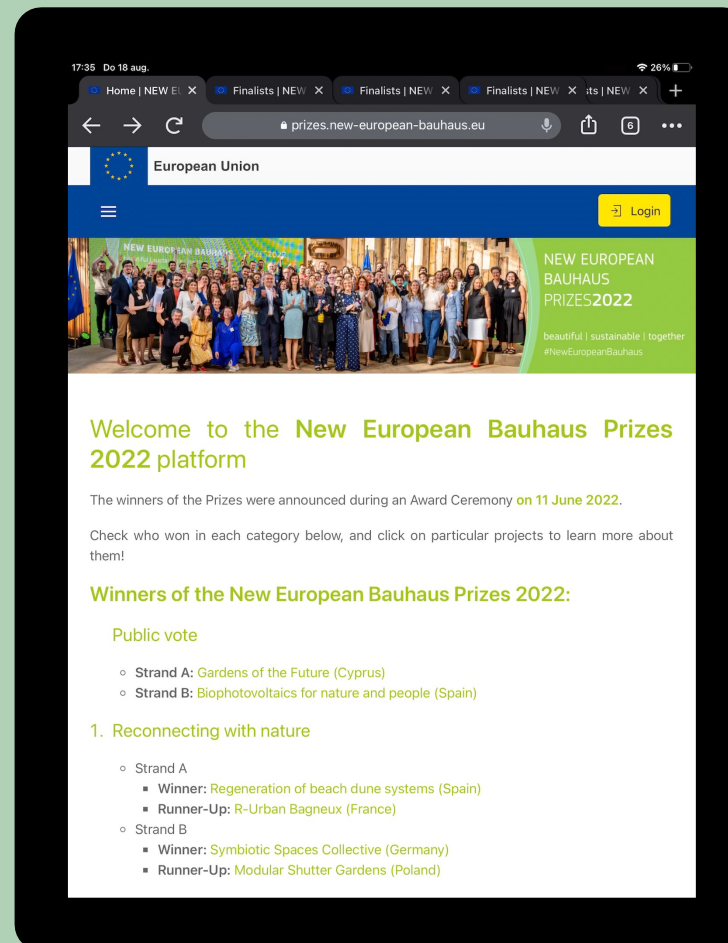 17:35 Do 18 aug.
26%
Home | NEW EU
Finalists | NEW
Finalists | NEW
Finalists | NEW
sts | NEW
prizes.new-european-bauhaus.eu
6
European Union
Login
NEW EUROPEAN BAUHAUS
NEW EUROPEAN
BAUHAUS
PRIZES2022
beautiful | sustainable | together
#NewEuropeanBauhaus
Welcome to the New European Bauhaus Prizes
2022 platform
The winners of the Prizes were announced during an Award Ceremony on 11 June 2022.
Check who won in each category below, and click on particular projects to learn more about
them!
Winners of the New European Bauhaus Prizes 2022:
Public vote
Strand A: Gardens of the Future (Cyprus)
Strand B: Biophotovoltaics for nature and people (Spain)
1. Reconnecting with nature
Strand A
Winner: Regeneration of beach dune systems (Spain)
Runner-Up: R-Urban Bagneux (France)
Strand B
Winner: Symbiotic Spaces Collective (Germany)
Runner-Up: Modular Shutter Gardens (Poland)